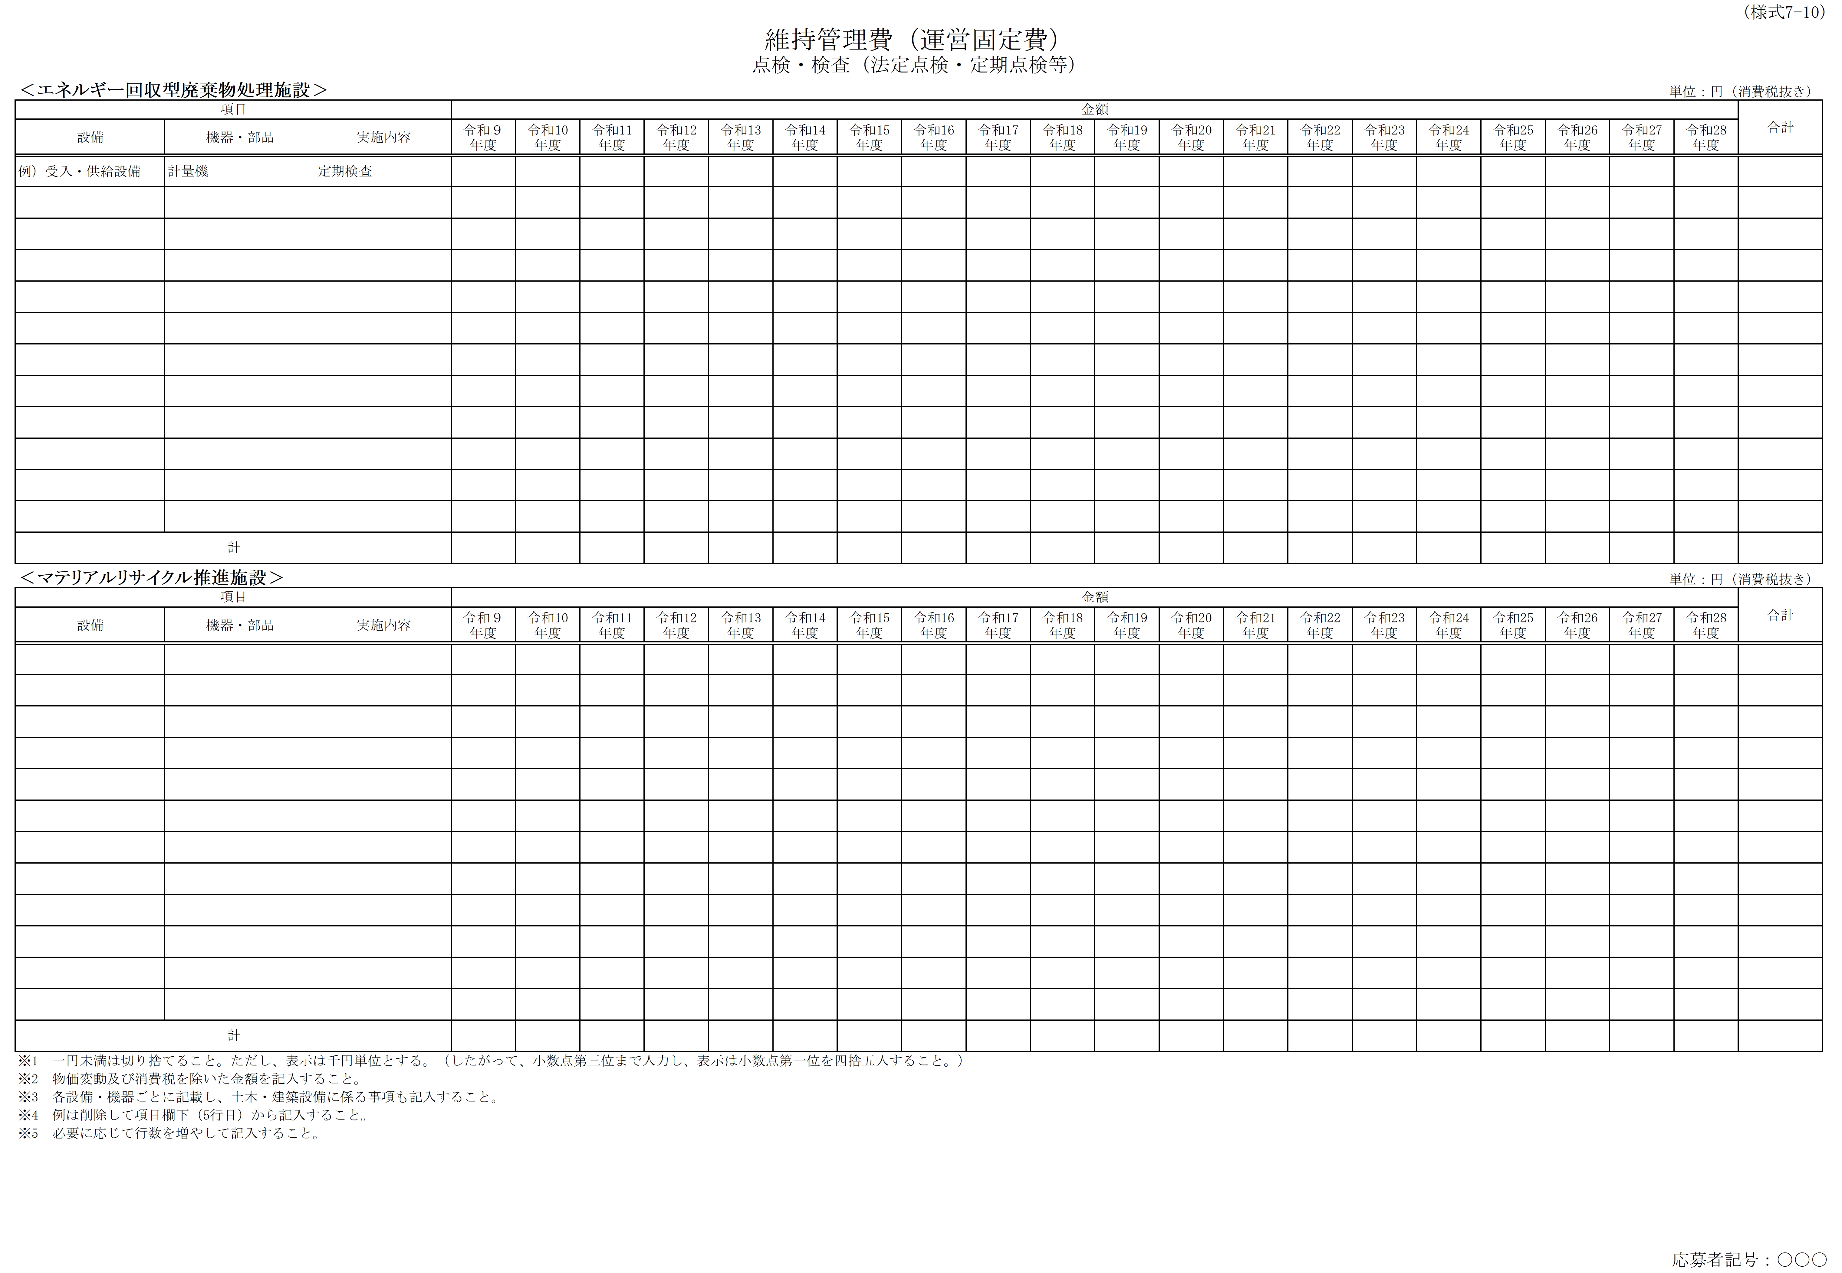 （様式7-10）
維持管理費（運営固定費）
点検・検査（法定点検・定期点検等）
＜エネルギー回収型廃棄物処理施設＞ 単位：円（消費税抜き）
項目 金額 合計
設備 機器・部品 実施内容 令和９年度 令和10年度 令和11年度 令和12年度 令和13年度 令和14年度 令和15年度 令和16年度 令和17年度 令和18年度 令和19年度 令和20年度 令和21年度 令和22年度 令和23年度 令和24年度 令和25年度 令和26年度 令和27年度 令和28年度
例）受入・供給設備 計量機 定期検査
計
＜マテリアルリサイクル推進施設＞ 単位：円（消費税抜き）
項目 金額 合計
設備 機器・部品 実施内容 令和９年度 令和10年度 令和11年度 令和12年度 令和13年度 令和14年度 令和15年度 令和16年度 令和17年度 令和18年度 令和19年度 令和20年度 令和21年度 令和22年度 令和23年度 令和24年度 令和25年度 令和26年度 令和27年度 令和28年度
計
※1 一円未満は切り捨てること。ただし、表示は千円単位とする。（したがって、小数点第三位まで入力し、表示は小数点第一位を四捨五入すること。）
※2 物価変動及び消費税を除いた金額を記入すること。
※3 各設備・機器ごとに記載し、土木・建築設備に係る事項も記入すること。
※4 例は削除して項目欄下（5行目）から記入すること。
※5 必要に応じて行数を増やして記入すること。
応募者記号：〇〇〇